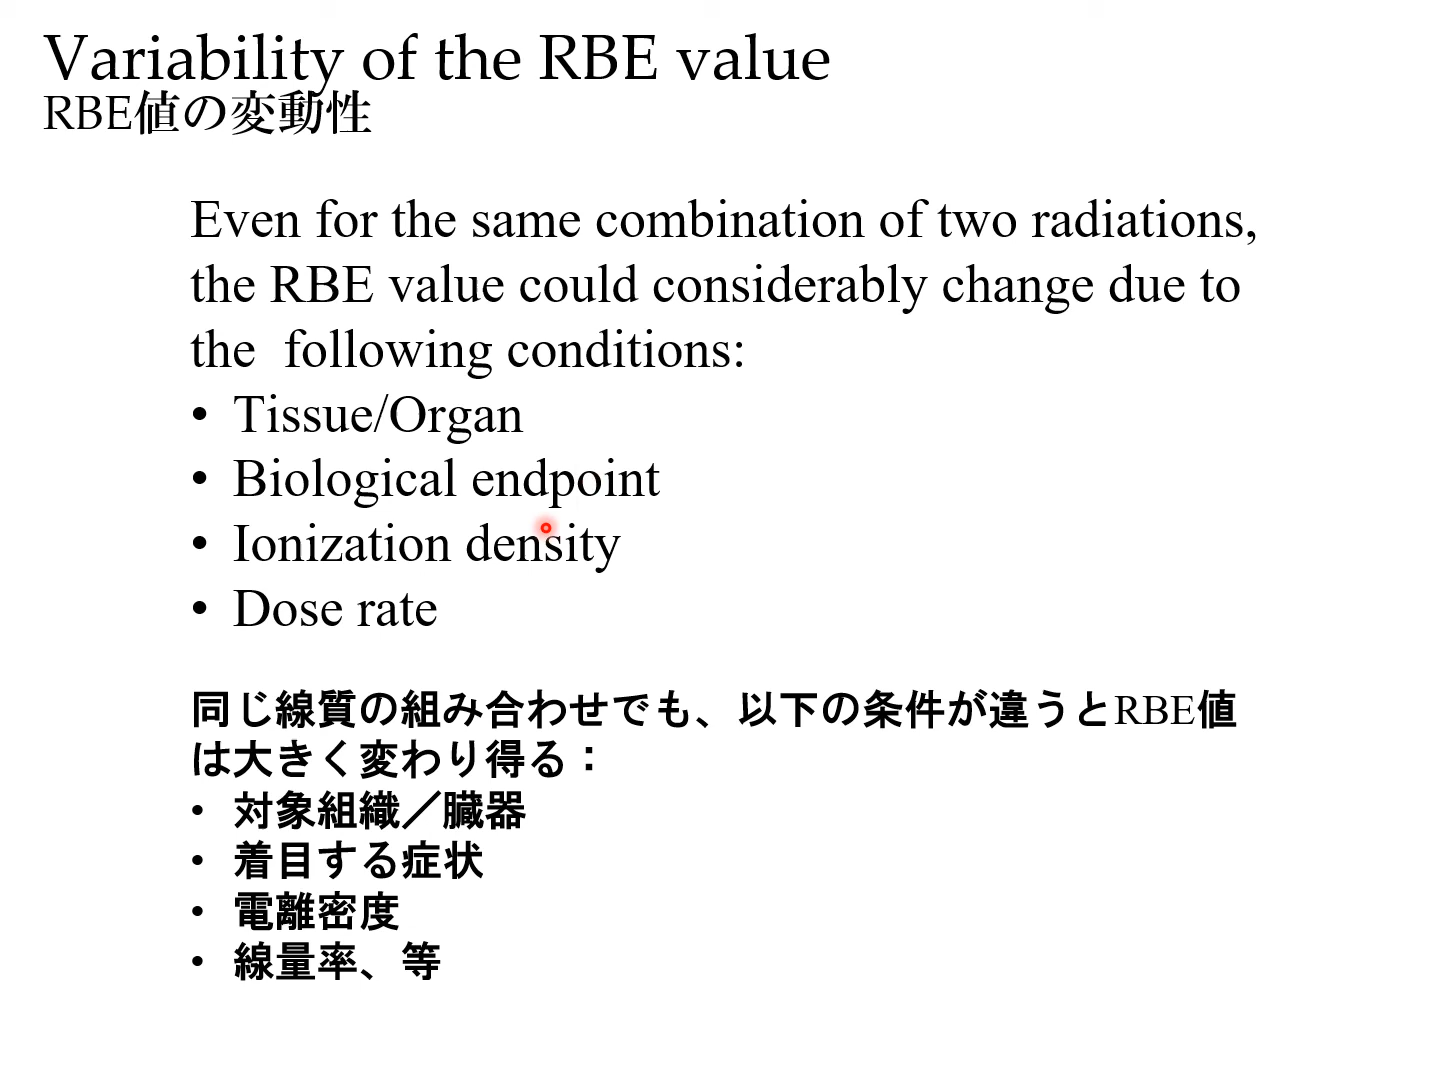 Variability of the RBE value
RBE値の変動性
Even for the same combination of two radiations,
the RBE value could considerably change due to
the  following conditions:
• Tissue/Organ
• Biological endpoint
• Ionization density
• Dose rate
同じ線質の組み合わせでも、以下の条件が違うとRBE値
は大きく変わり得る：
• 対象組織／臓器
• 着目する症状
• 電離密度
• 線量率、等